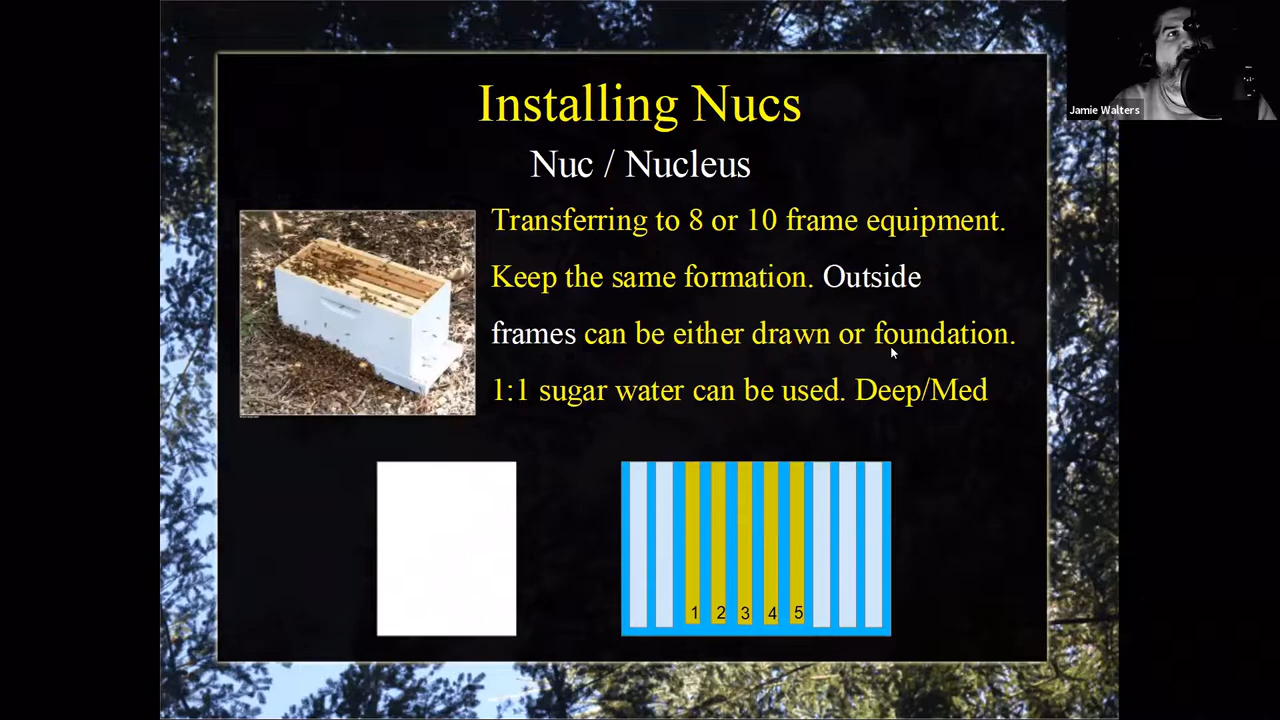 Installing Nucs
Nuc / Nucleus
Transferring to 8 or 10 frame equipment.
Keep the same formation. Outside
frames can be either drawn or foundation.
1:1 sugar water can be used. Deep/Med
1 2 3 4 5
Jamie Walters